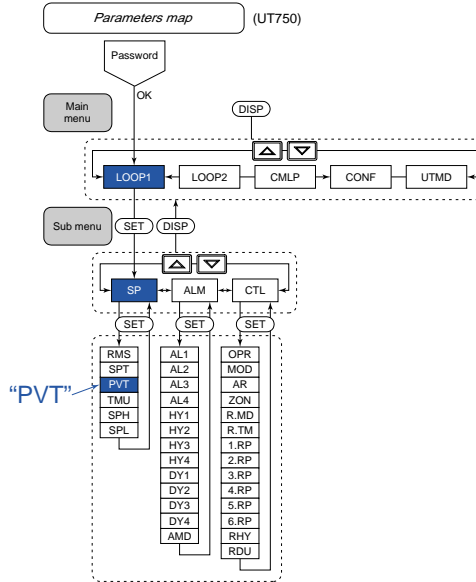 Parameters map
(UT750)
Password
OK
Main
menu
DISP
LOOP1
LOOP2
CMLP
CONF
UTMD
Sub menu
SET
DISP
SP
ALM
CTL
SET
SET
SET
RMS
SPT
PVT
TMU
SPH
SPL
"PVT"
AL1
AL2
AL3
AL4
HY1
HY2
HY3
HY4
DY1
DY2
DY3
DY4
AMD
OPR
MOD
AR
ZON
R.MD
R.TM
1.RP
2.RP
3.RP
4.RP
5.RP
6.RP
RHY
RDU